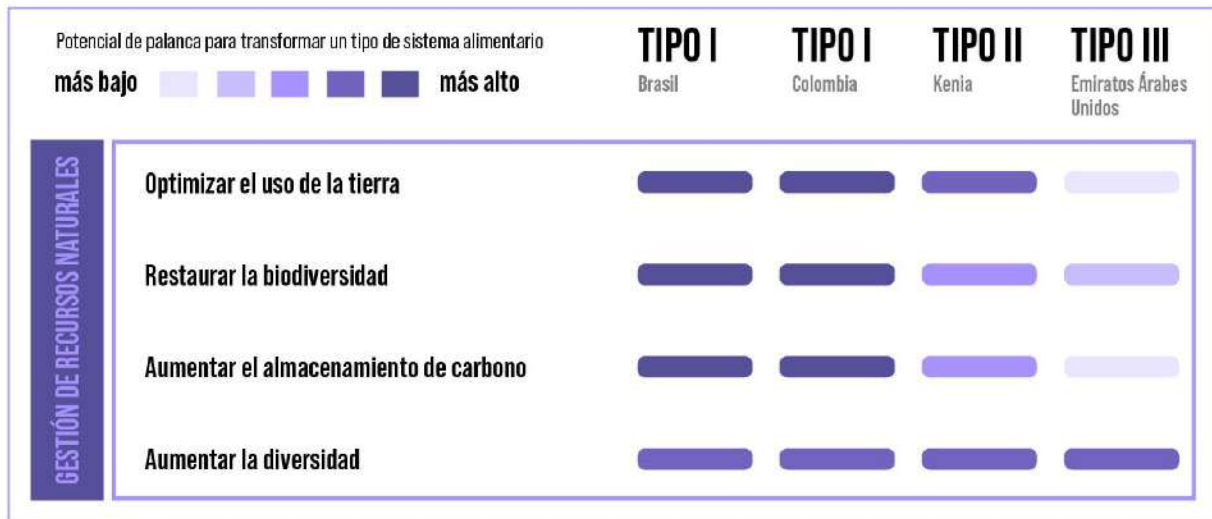 Potencial de palanca para transformar un tipo de sistema alimentario
más bajo más alto
TIPO I
Brasil
TIPO I
Colombia
TIPO II
Kenia
TIPO III
Emiratos Árabes
Unidos
GESTIÓN DE RECURSOS NATURALES
Optimizar el uso de la tierra
Restaurar la biodiversidad
Aumentar el almacenamiento de carbono
Aumentar la diversidad